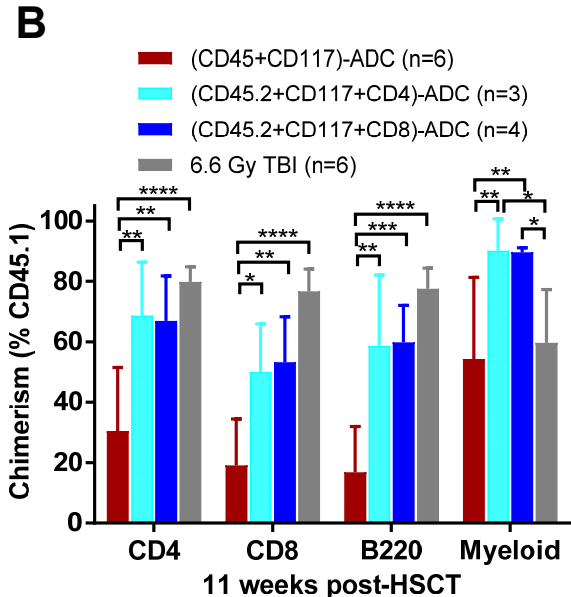 B
(CD45+CD117)-ADC (n=6)
(CD45.2+CD117+CD4)-ADC (n=3)
(CD45.2+CD117+CD8)-ADC (n=4)
6.6 Gy TBI (n=6)
Chimerism (% CD45.1)
100
80
60
40
20
0
****
**
**
****
**
*
****
***
**
**
**
*
*
CD4 CD8 B220 Myeloid
11 weeks post-HSCT